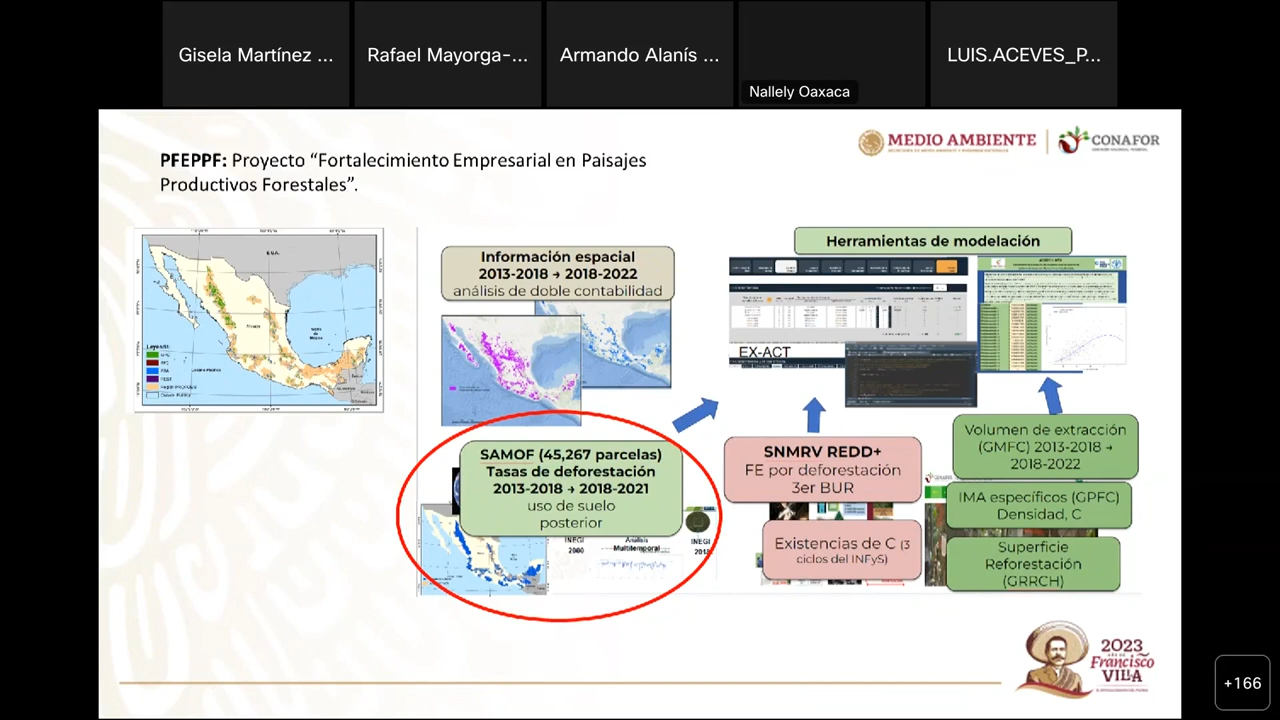 Gisela Martínez ...
Rafael Mayorga-...
Armando Alanís ...
Nallely Oaxaca
LUIS.ACEVES_P...
MEDIO AMBIENTE
CONAFOR
PFEPPF: Proyecto “Fortalecimiento Empresarial en Paisajes
Productivos Forestales”.
Información espacial
2013-2018 → 2018-2022
análisis de doble contabilidad
Herramientas de modelación
EX-ACT
SAMOF (45,267 parcelas)
Tasas de deforestación
2013-2018 → 2018-2021
uso de suelo
posterior
INEGI
2000
Análisis
Multitemporal
INEGI
SNMRV REDD+
FE por deforestación
3er BUR
Existencias de C (3
ciclos del INFyS)
Volumen de extracción
(GMFC) 2013-2018 →
2018-2022
IMA específicos (GPFC)
Densidad, C
Superficie
Reforestación
(GRRCH)
2023
Francisco
VILLA
+166